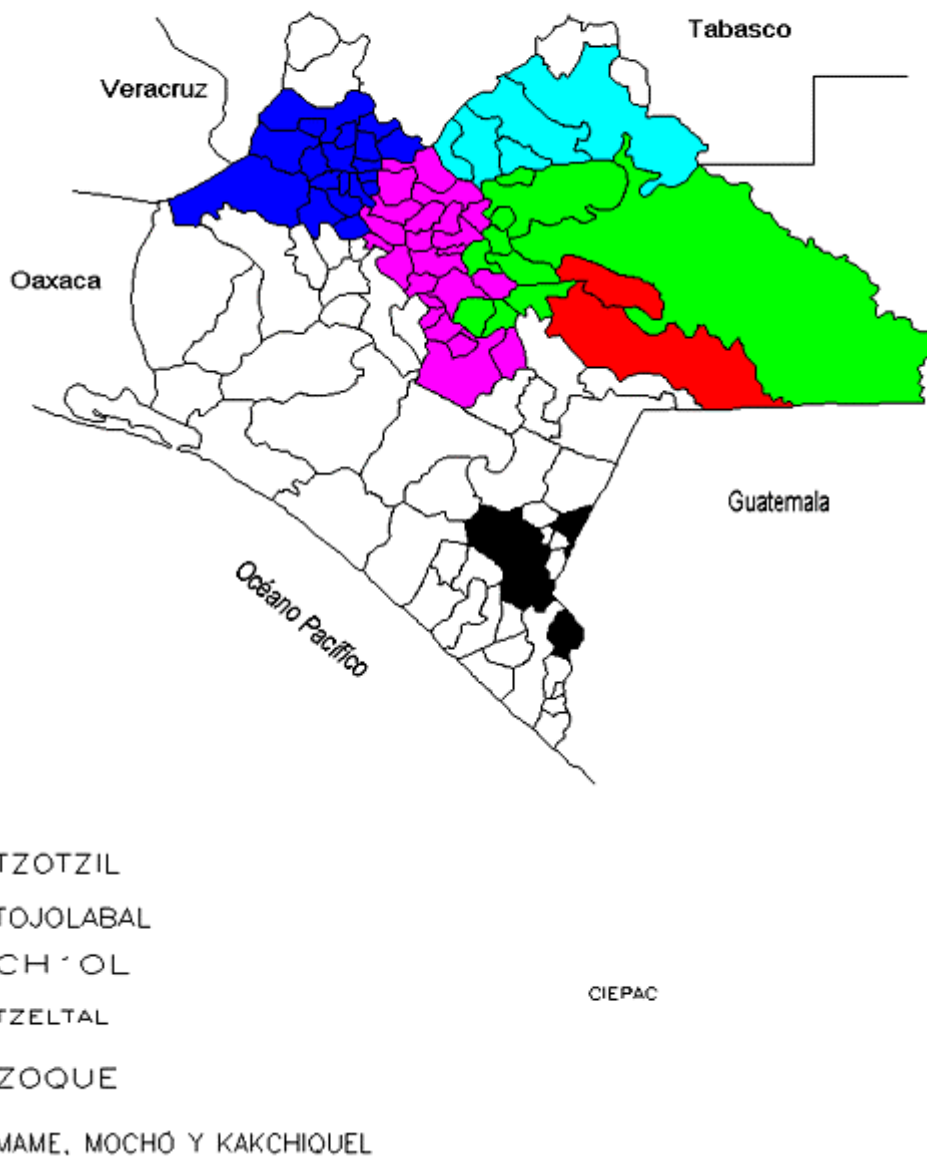 Tabasco
Veracruz
Oaxaca
Guatemala
Océano Pacífico
TZOTZIL
TOJOLABAL
CH´OL
CIEPAC
TZELTAL
ZOQUE
MAME, MOCHÓ Y KAKCHIQUEL